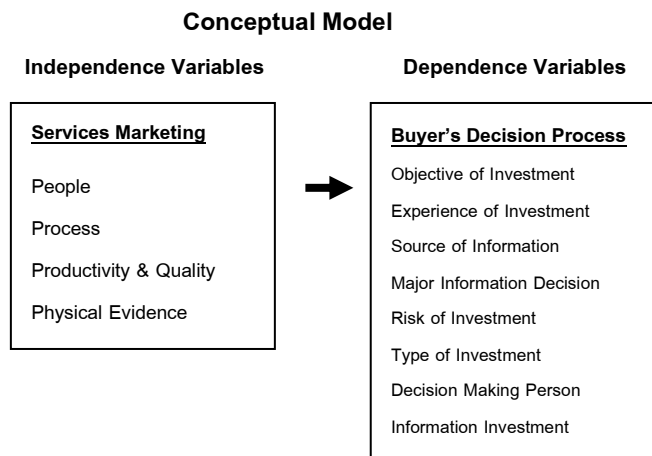 Conceptual Model
Independence Variables
Dependence Variables
Services Marketing
People
Process
Productivity & Quality
Physical Evidence
Buyer's Decision Process
Objective of Investment
Experience of Investment
Source of Information
Major Information Decision
Risk of Investment
Type of Investment
Decision Making Person
Information Investment